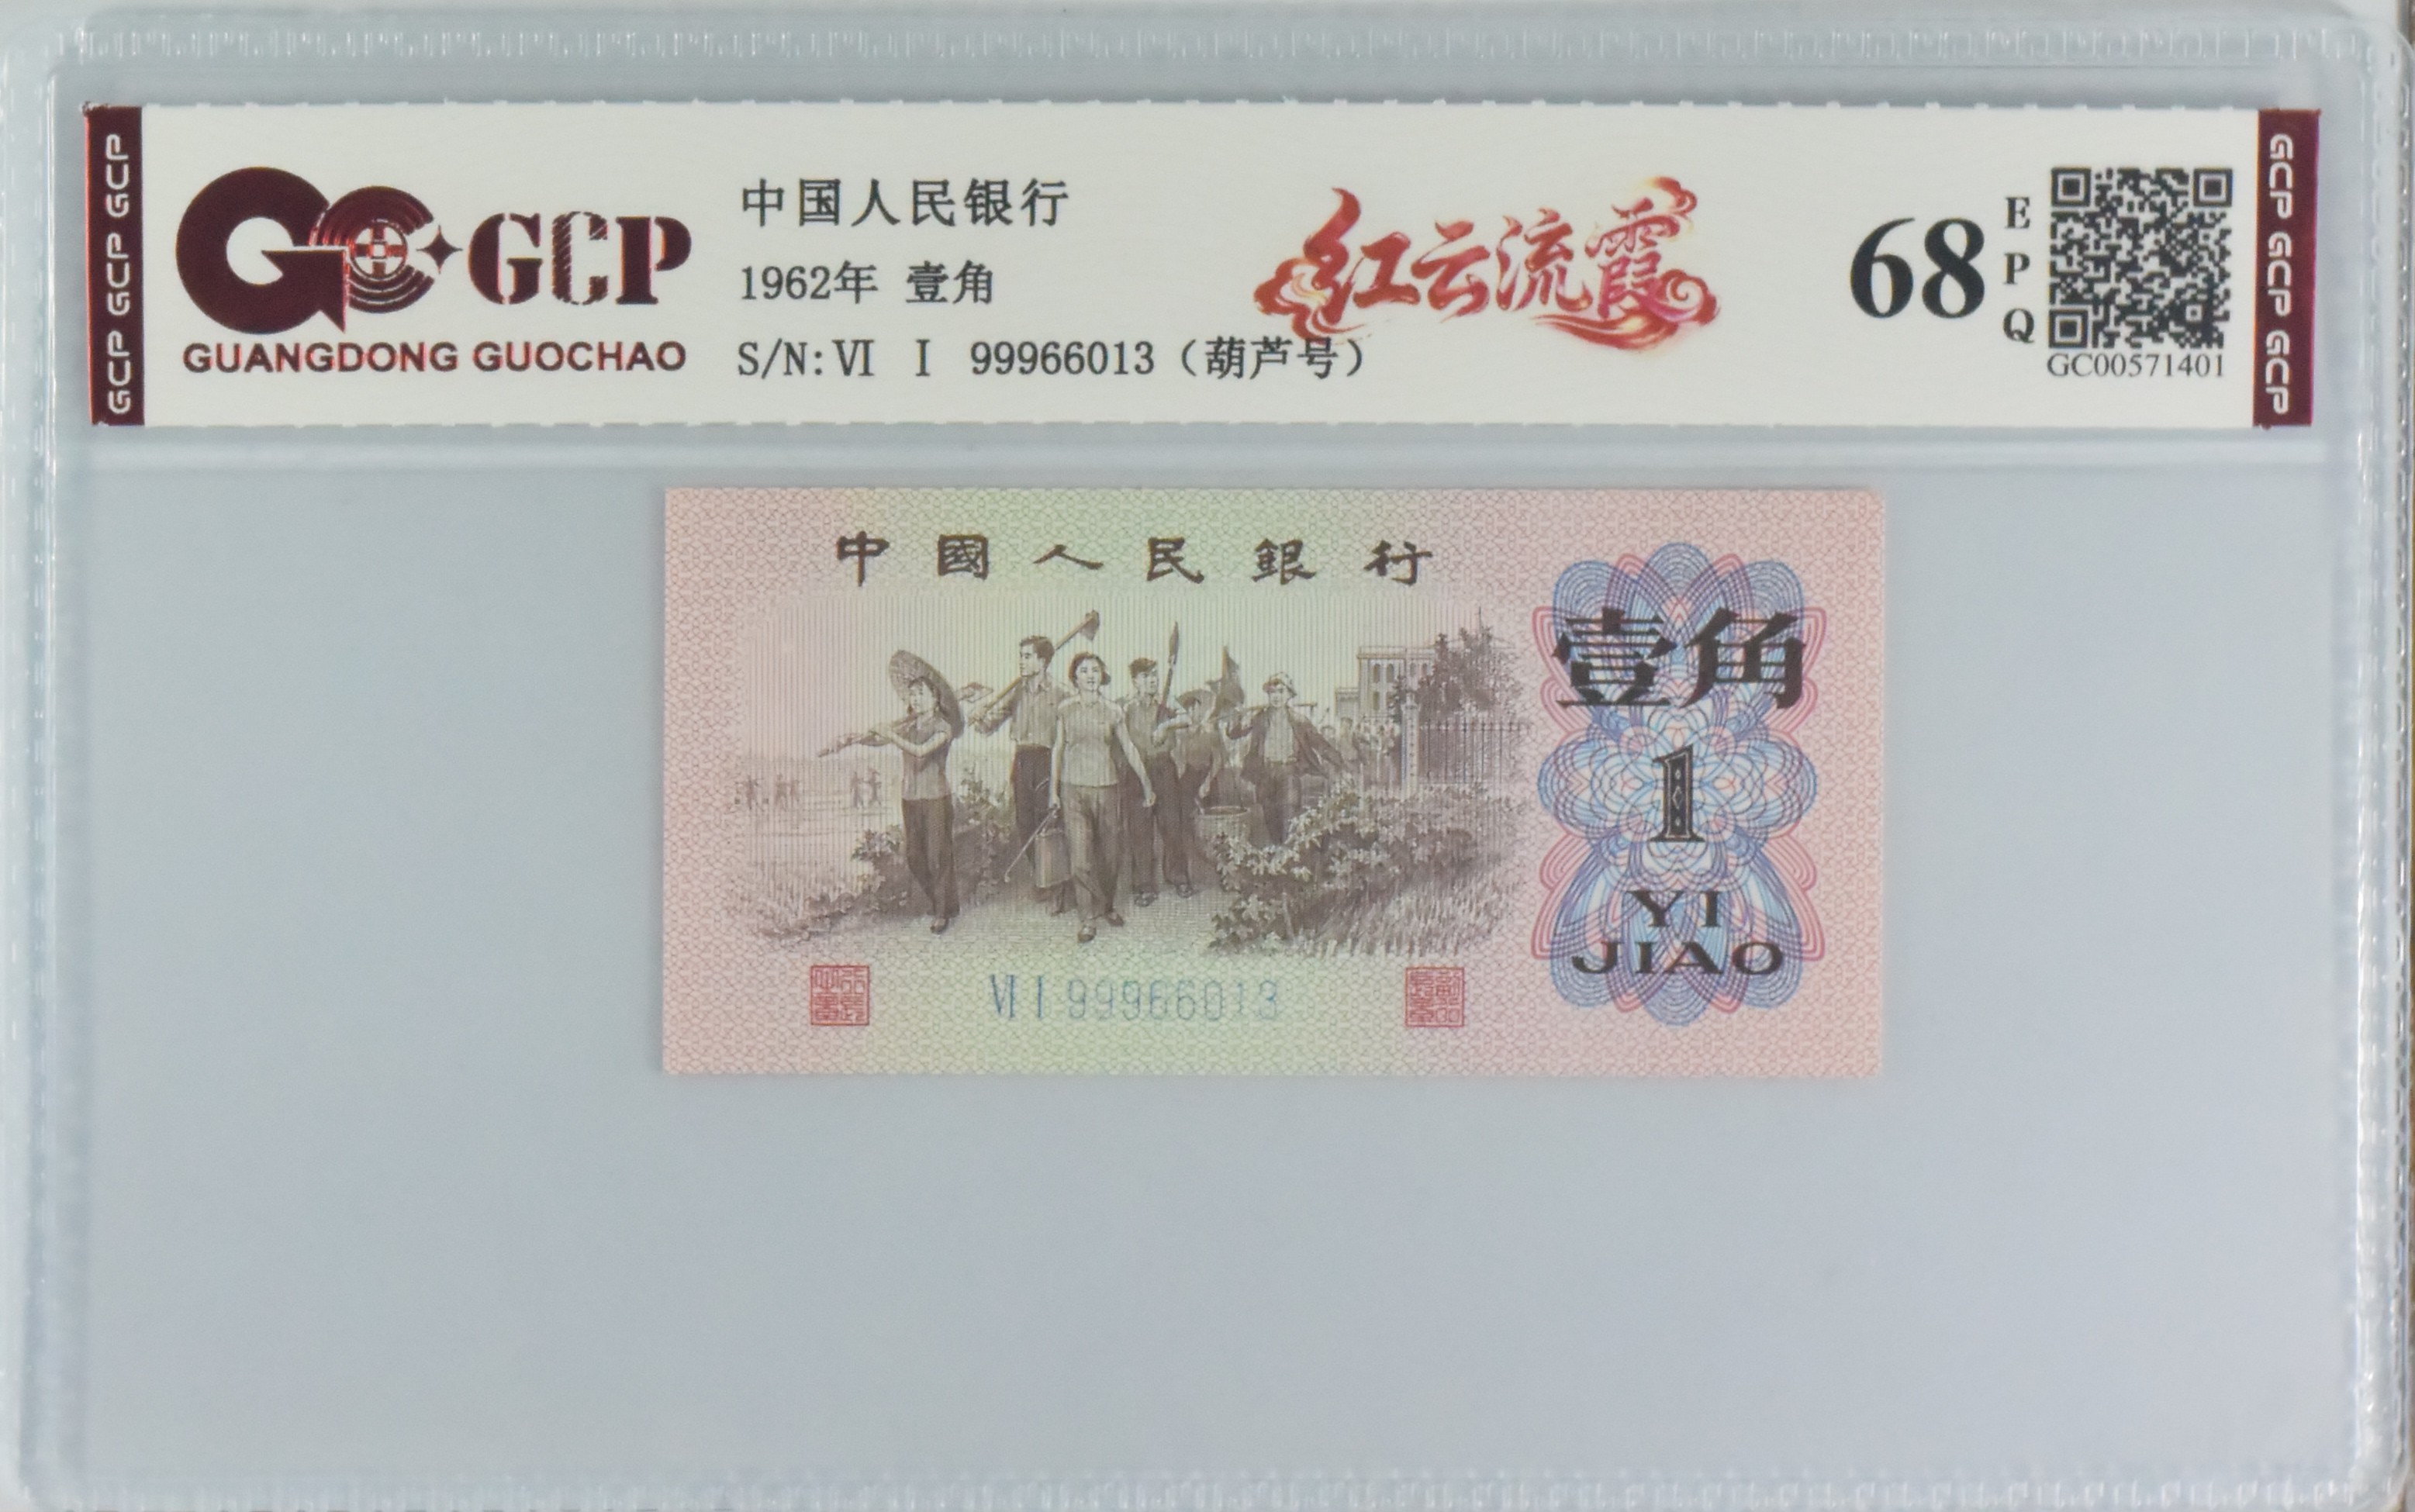 GCP GCP GCP
GCP
GUANGDONG GUOCHAO
中国人民银行
1962年 壹角
S/N:Ⅵ Ⅰ 99966013（葫芦号）
红云流霞
68
E
P
Q
GC00571401
GCP GCP GCP
中國人民銀行
壹角
1
YI
JIAO
Ⅵ Ⅰ 99966013